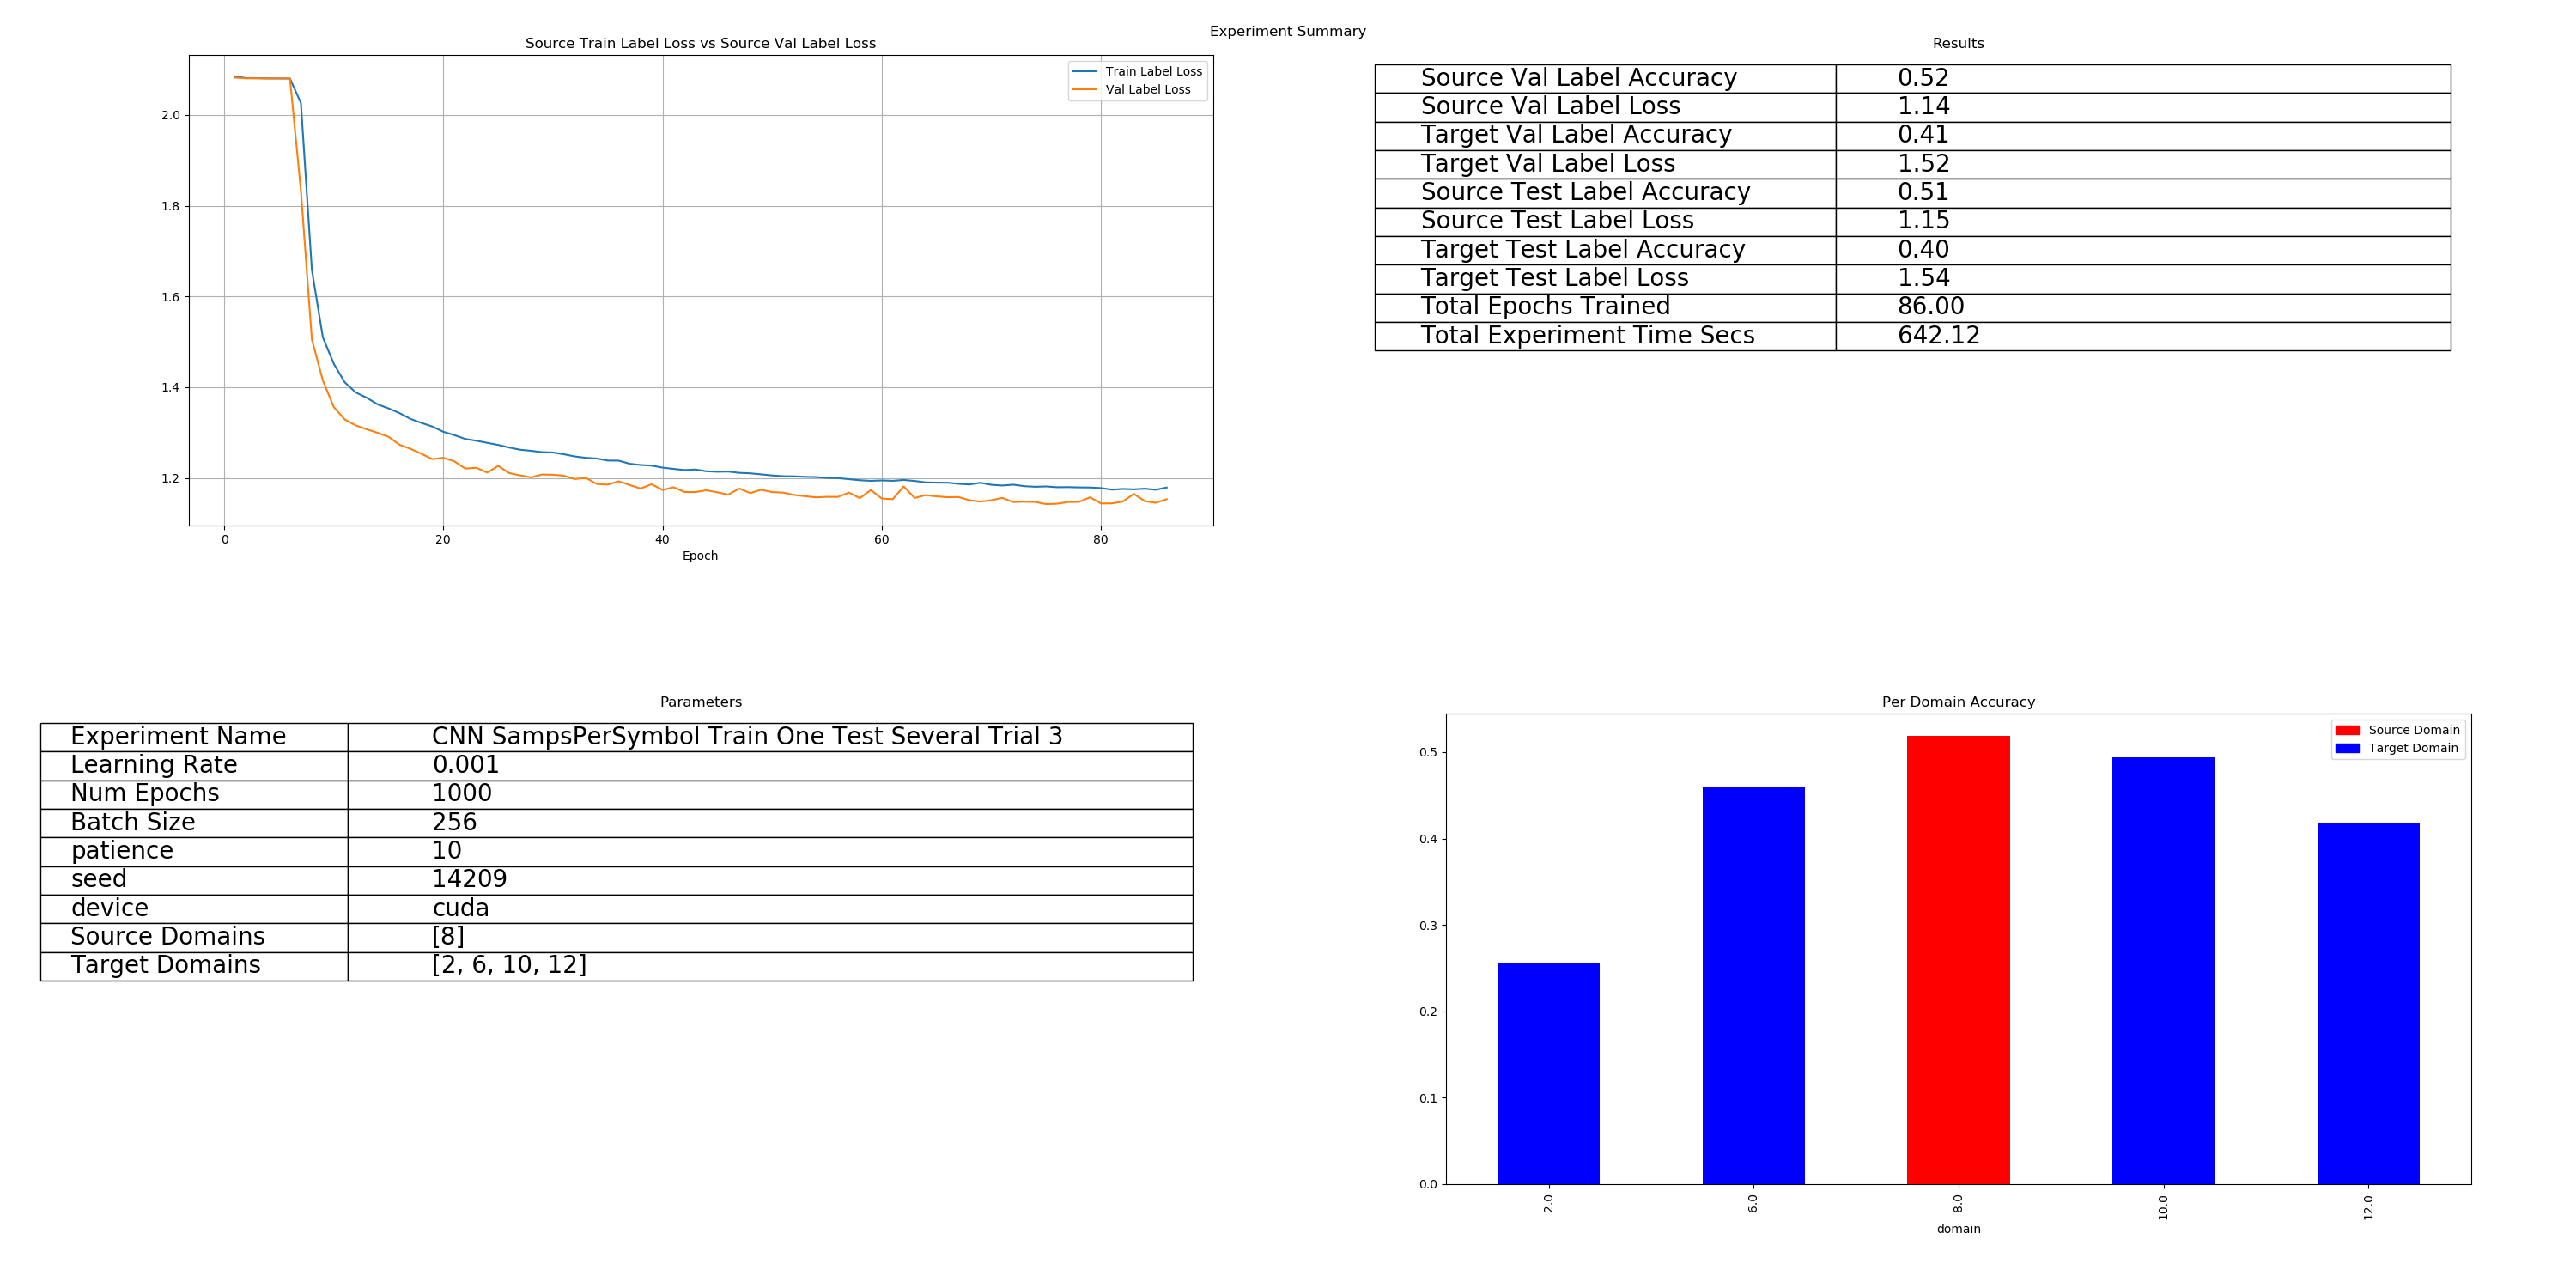 Experiment Summary
Source Train Label Loss vs Source Val Label Loss
Train Label Loss
Val Label Loss
2.0
1.8
1.6
1.4
1.2
0 20 40 60 80
Epoch
Results
Source Val Label Accuracy 0.52
Source Val Label Loss 1.14
Target Val Label Accuracy 0.41
Target Val Label Loss 1.52
Source Test Label Accuracy 0.51
Source Test Label Loss 1.15
Target Test Label Accuracy 0.40
Target Test Label Loss 1.54
Total Epochs Trained 86.00
Total Experiment Time Secs 642.12
Parameters
Experiment Name CNN SampsPerSymbol Train One Test Several Trial 3
Learning Rate 0.001
Num Epochs 1000
Batch Size 256
patience 10
seed 14209
device cuda
Source Domains [8]
Target Domains [2, 6, 10, 12]
Per Domain Accuracy
Source Domain
Target Domain
0.5
0.4
0.3
0.2
0.1
0.0
2.0 6.0 8.0 10.0 12.0
domain